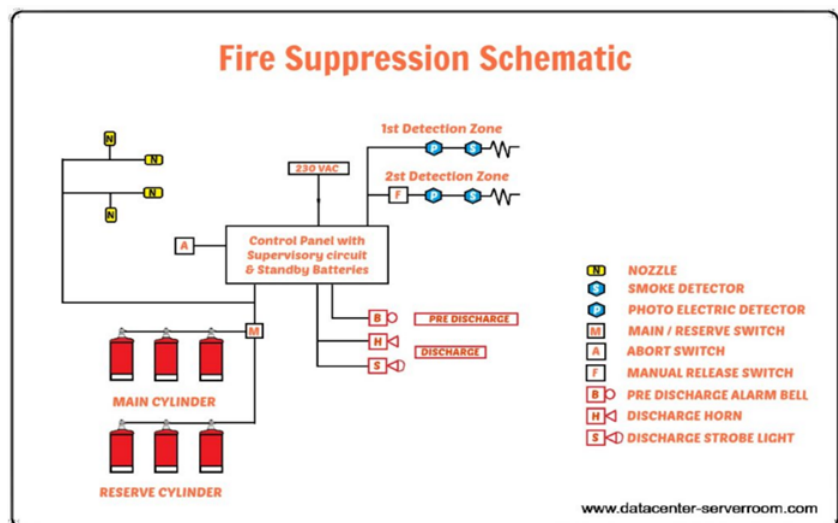 Fire Suppression Schematic
1st Detection Zone
P S
230 VAC
2st Detection Zone
F P S
N
N
N
N
A
Control Panel with
Supervisory circuit
& Standby Batteries
M
B PRE DISCHARGE
H DISCHARGE
S
MAIN CYLINDER
RESERVE CYLINDER
N NOZZLE
S SMOKE DETECTOR
P PHOTO ELECTRIC DETECTOR
M MAIN / RESERVE SWITCH
A ABORT SWITCH
F MANUAL RELEASE SWITCH
B PRE DISCHARGE ALARM BELL
H DISCHARGE HORN
S DISCHARGE STROBE LIGHT
www.datacenter-serverroom.com